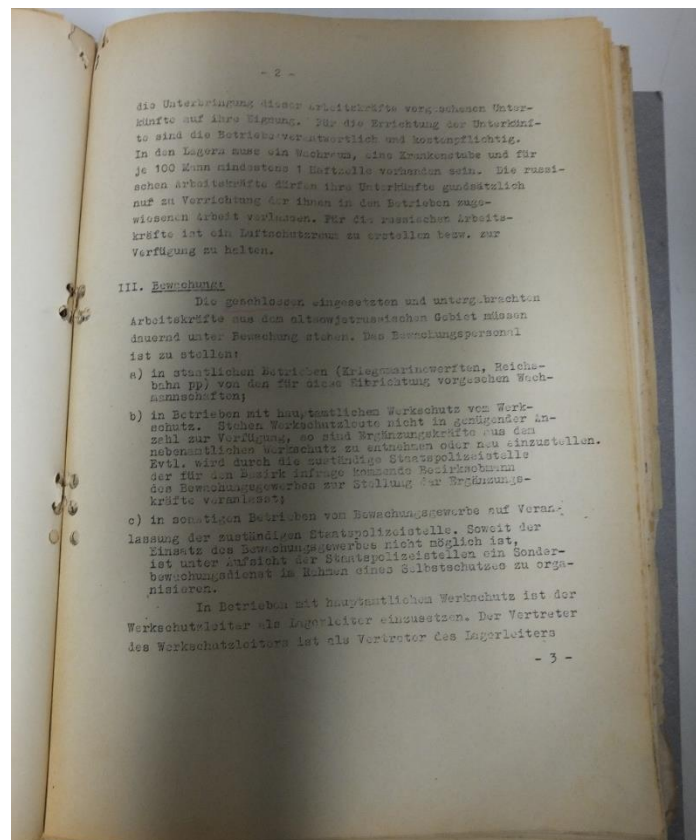 - 2 -
die Unterbringung dieser Arbeitskräfte vorgesehenen Unter-
künfte auf ihre Eignung. Für die Errichtung der Unterkünf-
te sind die Betriebe verantwortlich und kostenpflichtig.
In den Lagern muss ein Wachraum, eine Krankenstube und für
je 100 Mann mindestens 1 Haftzelle vorhanden sein. Die russi-
schen Arbeitskräfte dürfen ihre Unterkünfte gundsätzlich
nur zu Verrichtung der ihnen in den Betrieben zuge-
wiesenen Arbeit verlassen. Für die russischen Arbeits-
kräfte ist ein Luftschutzraum zu erstellen bezw. zur
Verfügung zu halten.
III. Bewachung:
Die geschlossen eingesetzten und untergebrachten
Arbeitskräfte aus dem altsowjetrussischen Gebiet müssen
dauernd unter Bewachung stehen. Das Bewachungspersonal
ist zu stellen:
a) in staatlichen Betrieben (Kriegsmarinewerften, Reichs-
bahn pp) von den für diese Einrichtung vorgesehen Wach-
mannschaften;
b) in Betrieben mit hauptamtlichem Werkschutz vom Werk-
schutz. Stehen Werkschutzleute nicht in genügender An-
zahl zur Verfügung, so sind Ergänzungskräfte aus dem
nebenamtlichen Werkschutz zu entnehmen oder neu einzustellen.
Evtl. wird durch die zuständige Staatspolizeistelle
der für den Bezirk infrage kommende Bezirksobmann
des Bewachungsgewerbes zur Stellung der Ergänzungs-
kräfte veranlasst;
c) in sonstigen Betrieben vom Bewachungsgewerbe auf Veran-
lassung der zuständigen Staatspolizeistelle. Soweit der
Einsatz des Bewachungsgewerbes nicht möglich ist,
ist unter Aufsicht der Staatspolizeistellen ein Sonder-
bewachungsdienst im Rahmen eines Selbstschutzes zu orga-
nisieren.
In Betrieben mit hauptamtlichem Werkschutz ist der
Werkschutzleiter als Lagerleiter einzusetzen. Der Vertreter
des Werkschutzleiters ist als Vertreter des Lagerleiters
- 3 -